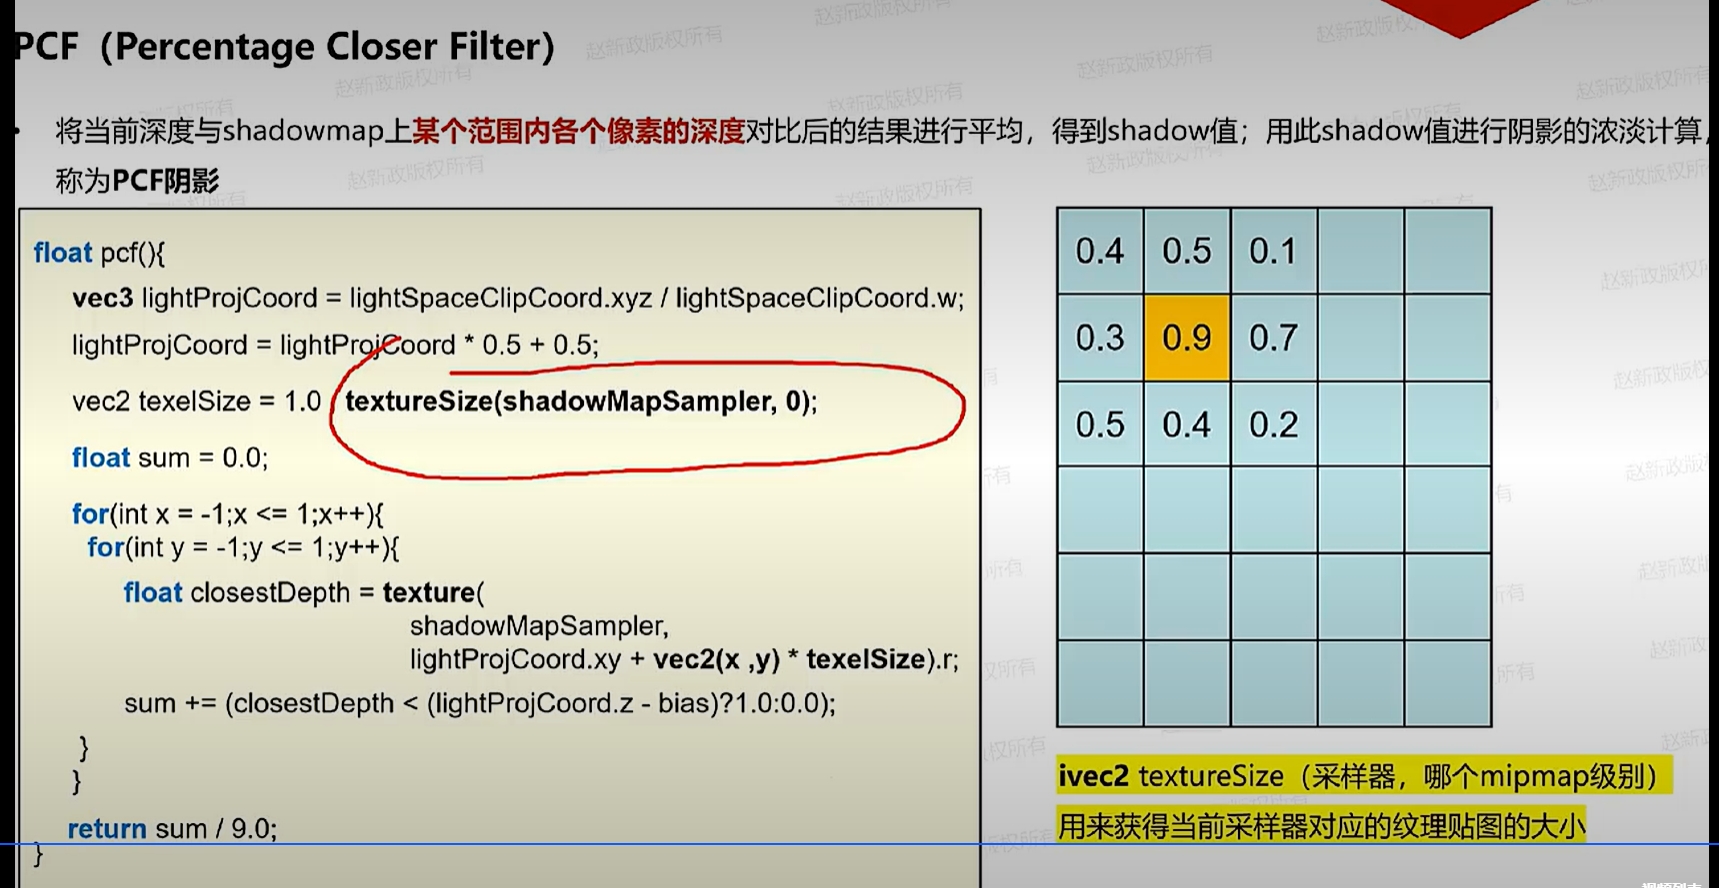 PCF（Percentage Closer Filter）
• 将当前深度与shadowmap上某个范围内各个像素的深度对比后的结果进行平均，得到shadow值；用此shadow值进行阴影的浓淡计算，
称为PCF阴影
float pcf(){
vec3 lightProjCoord = lightSpaceClipCoord.xyz / lightSpaceClipCoord.w;
lightProjCoord = lightProjCoord * 0.5 + 0.5;
vec2 texelSize = 1.0 / textureSize(shadowMapSampler, 0);
float sum = 0.0;
for(int x = -1;x <= 1;x++){
for(int y = -1;y <= 1;y++){
float closestDepth = texture(
shadowMapSampler,
lightProjCoord.xy + vec2(x ,y) * texelSize).r;
sum += (closestDepth < (lightProjCoord.z - bias)?1.0:0.0);
}
}
return sum / 9.0;
}
0.4 0.5 0.1
0.3 0.9 0.7
0.5 0.4 0.2
ivec2 textureSize（采样器，哪个mipmap级别）
用来获得当前采样器对应的纹理贴图的大小
赵新政版权所有